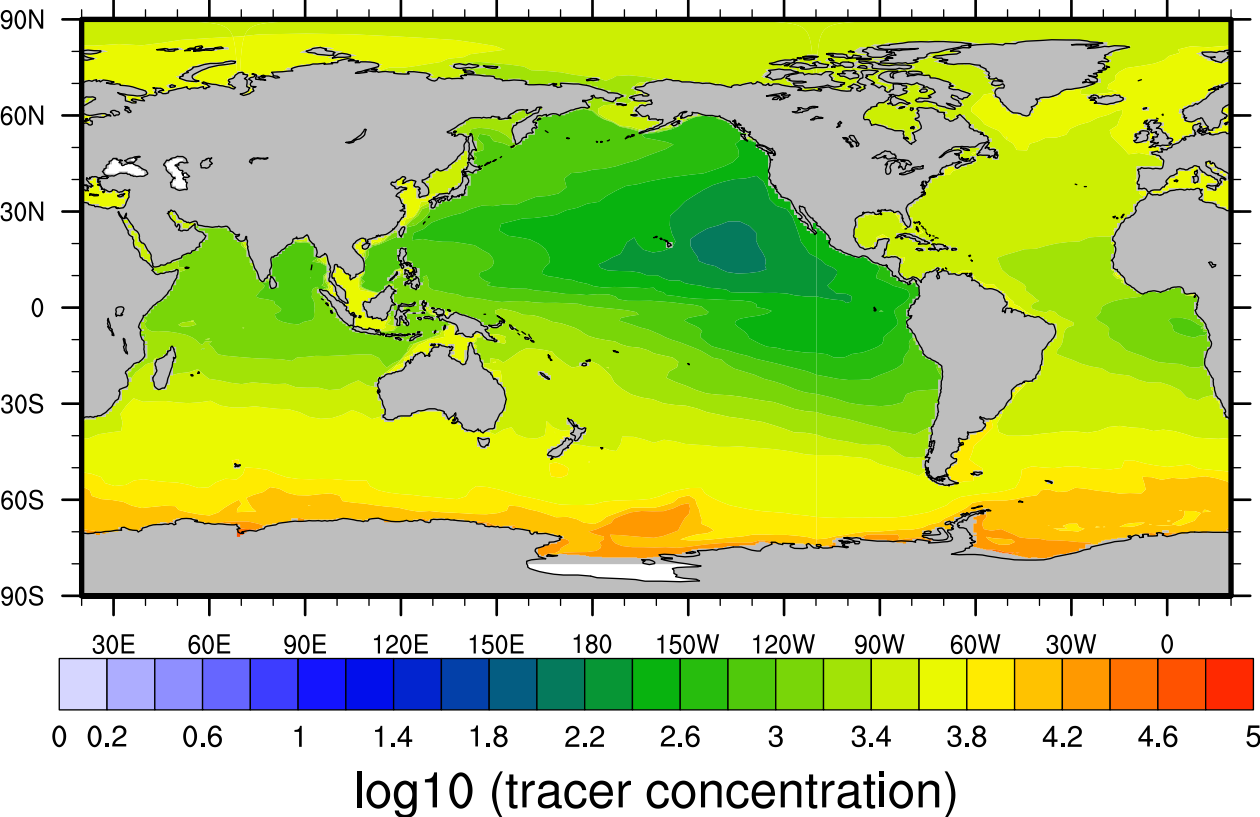 90N
60N
30N
0
30S
60S
90S
30E 60E 90E 120E 150E 180 150W 120W 90W 60W 30W 0
0 0.2 0.6 1 1.4 1.8 2.2 2.6 3 3.4 3.8 4.2 4.6 5
log10 (tracer concentration)